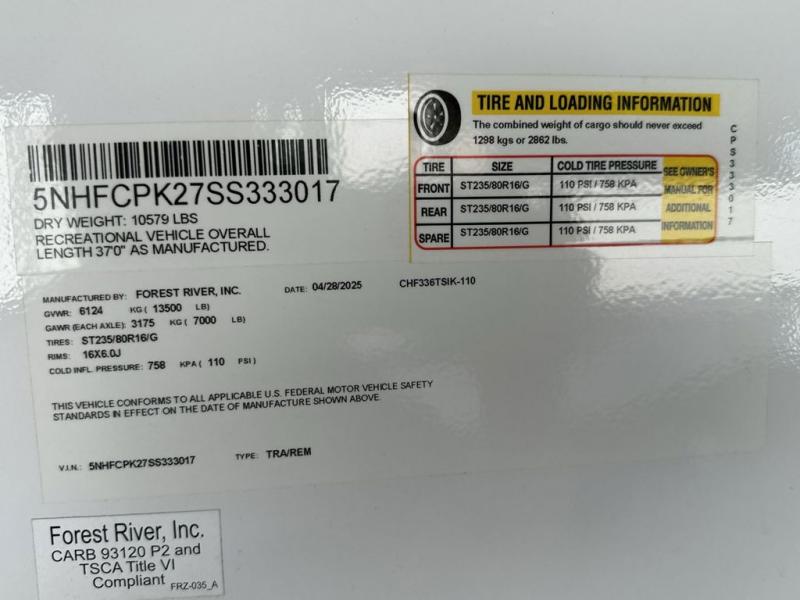 5NHFCPK27SS333017
DRY WEIGHT: 10579 LBS
RECREATIONAL VEHICLE OVERALL
LENGTH 37'0" AS MANUFACTURED.
TIRE AND LOADING INFORMATION
The combined weight of cargo should never exceed
1298 kgs or 2862 lbs.
TIRE SIZE COLD TIRE PRESSURE
FRONT ST235/80R16/G 110 PSI / 758 KPA
REAR ST235/80R16/G 110 PSI / 758 KPA
SPARE ST235/80R16/G 110 PSI / 758 KPA
SEE OWNER'S
MANUAL FOR
ADDITIONAL
INFORMATION
CPS333017
MANUFACTURED BY: FOREST RIVER, INC. DATE: 04/28/2025 CHF336TSIK-110
GVWR: 6124 KG ( 13500 LB)
GAWR (EACH AXLE): 3175 KG ( 7000 LB)
TIRES: ST235/80R16/G
RIMS: 16X6.0J
COLD INFL. PRESSURE: 758 KPA ( 110 PSI )
THIS VEHICLE CONFORMS TO ALL APPLICABLE U.S. FEDERAL MOTOR VEHICLE SAFETY
STANDARDS IN EFFECT ON THE DATE OF MANUFACTURE SHOWN ABOVE.
V.I.N.: 5NHFCPK27SS333017 TYPE: TRA/REM
Forest River, Inc.
CARB 93120 P2 and
TSCA Title VI
Compliant FRZ-035_A